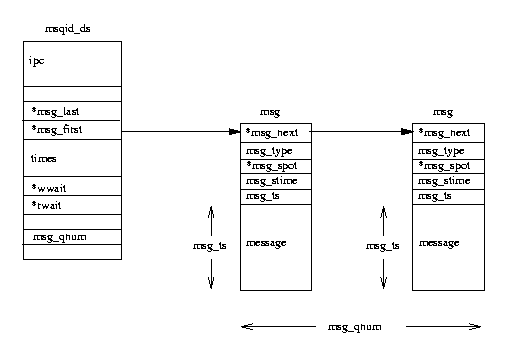 msqid_ds
ipc
*msg_last
*msg_first
times
*wwait
*rwait
msg_qnum
msg
*msg_next
msg_type
*msg_spot
msg_stime
msg_ts
message
msg_ts
msg
*msg_next
msg_type
*msg_spot
msg_stime
msg_ts
message
msg_ts
msg_qnum